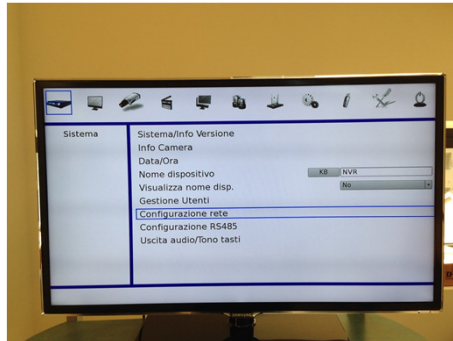 Sistema
Sistema/Info Versione
Info Camera
Data/Ora
Nome dispositivo KB NVR
Visualizza nome disp. No
Gestione Utenti
Configurazione rete
Configurazione RS485
Uscita audio/Tono tasti